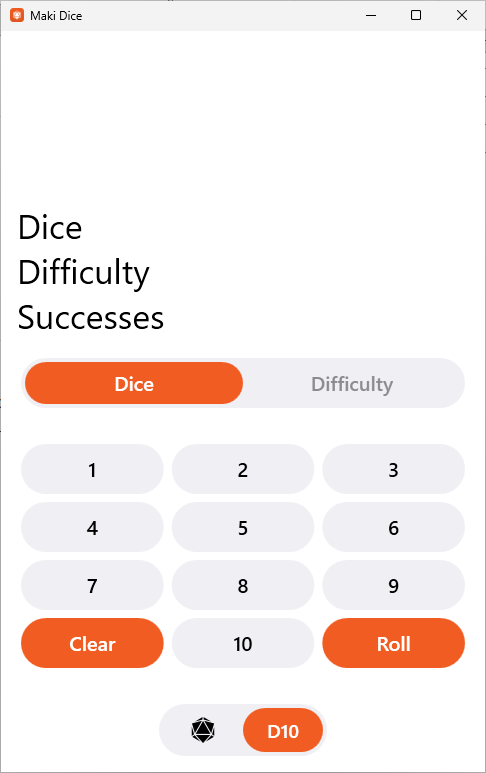 Maki Dice
Dice
Difficulty
Successes
Dice Difficulty
1 2 3
4 5 6
7 8 9
Clear 10 Roll
D10